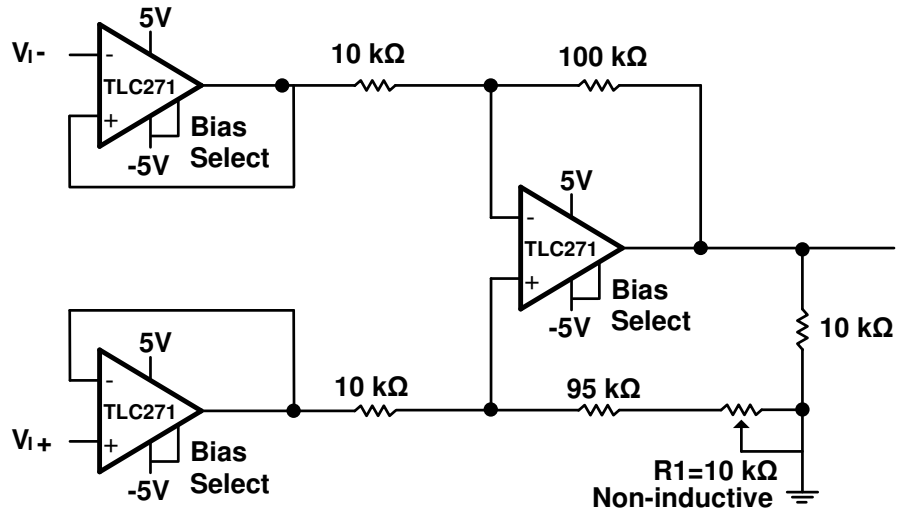 5V
VI-
-
TLC271
+
-5V
Bias
Select
10 kΩ
100 kΩ
5V
-
TLC271
+
-5V
Bias
Select
10 kΩ
5V
-
TLC271
+
VI+
-5V
Bias
Select
10 kΩ
95 kΩ
R1=10 kΩ
Non-inductive